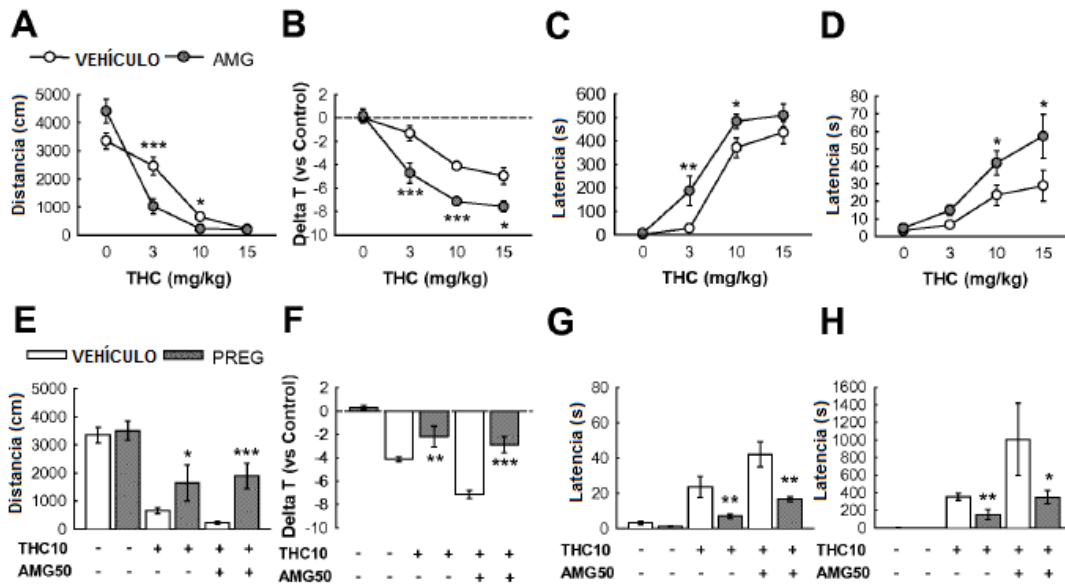 A
B
C
D
VEHÍCULO AMG
Distancia (cm)
5000
4000
3000
2000
1000
0
***
*
0 3 10 15
THC (mg/kg)
Delta T (vs Control)
2
0
-2
-4
-6
-8
10
***
***
*
0 3 10 15
THC (mg/kg)
Latencia (s)
600
500
400
300
200
100
0
**
*
0 3 10 15
THC (mg/kg)
Latencia (s)
80
70
60
50
40
30
20
10
0
*
*
0 3 10 15
THC (mg/kg)
E
F
G
H
VEHÍCULO PREG
Distancia (cm)
5000
4000
3000
2000
1000
0
*
***
THC10 - - + + + +
AMG50 - - - - + +
Delta T (vs Control)
2
0
-2
-4
-6
-8
-10
**
***
THC10 - - + + + +
AMG50 - - - - + +
Latencia (s)
80
60
40
20
0
**
**
THC10 - - + + + +
AMG50 - - - - + +
Latencia (s)
1600
1400
1200
1000
800
600
400
200
0
**
*
THC10 - - + + + +
AMG50 - - - - + +